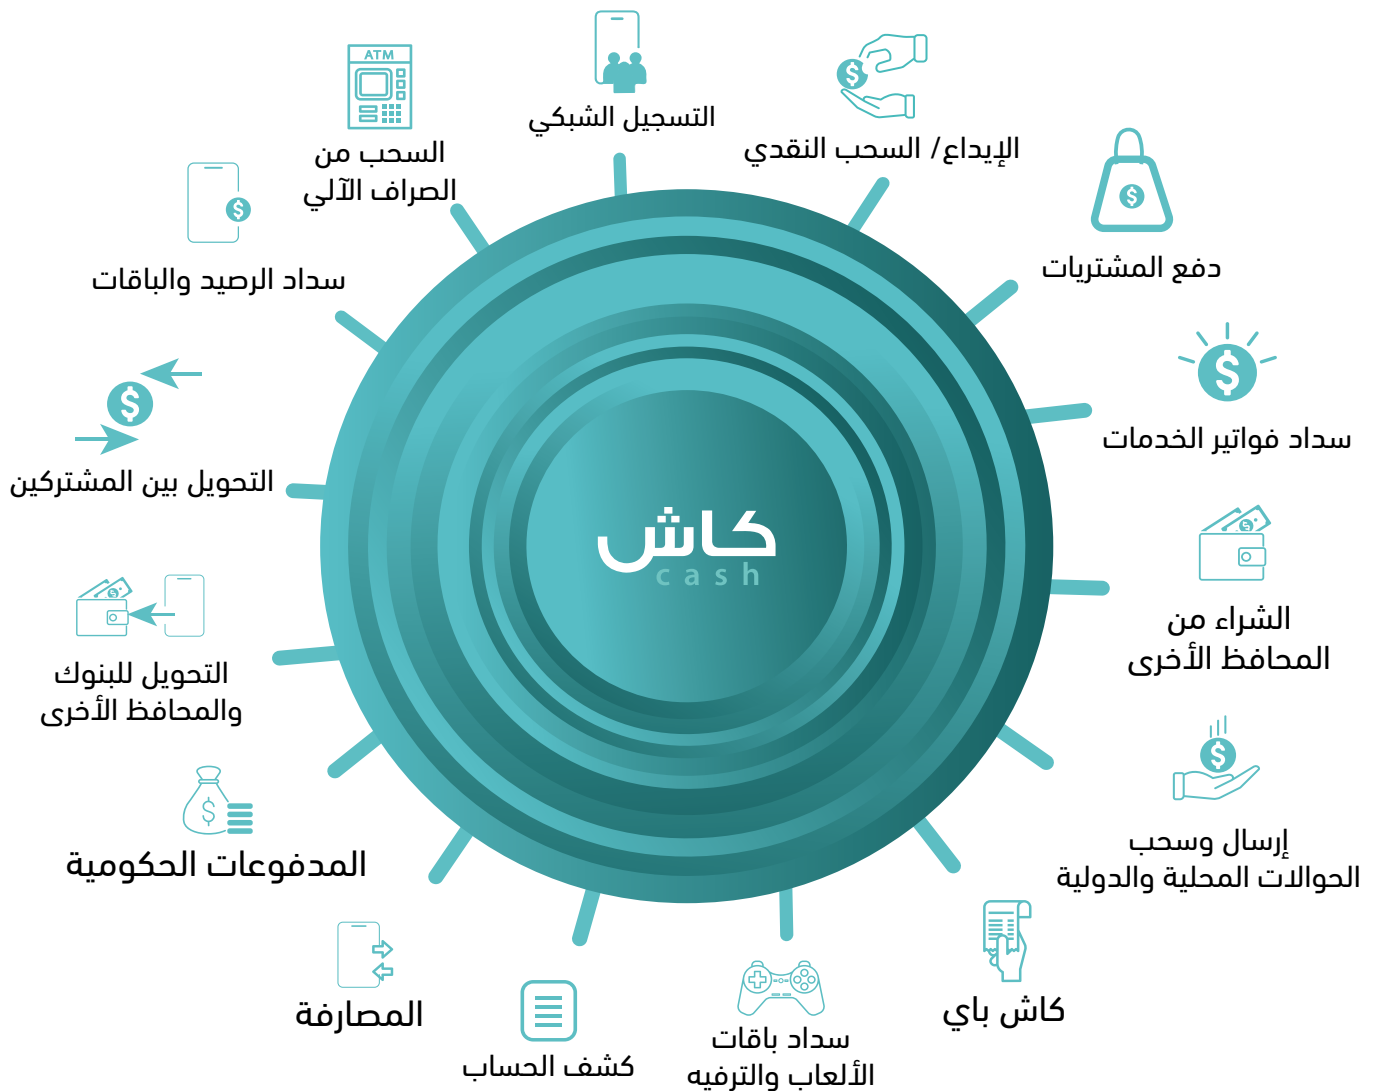 التسجيل الشبكي
الإيداع/ السحب النقدي
دفع المشتريات
سداد فواتير الخدمات
الشراء من
المحافظ الأخرى
إرسال وسحب
الحوالات المحلية والدولية
كاش باي
سداد باقات
الألعاب والترفيه
كشف الحساب
المصارفة
المدفوعات الحكومية
التحويل للبنوك
والمحافظ الأخرى
التحويل بين المشتركين
سداد الرصيد والباقات
ATM
السحب من
الصراف الآلي
كاش
cash